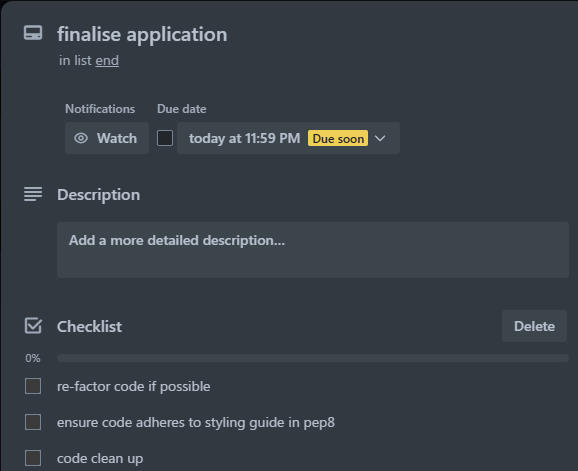 finalise application
in list end
Notifications Due date
Watch today at 11:59 PM Due soon
Description
Add a more detailed description...
Checklist Delete
0%
re-factor code if possible
ensure code adheres to styling guide in pep8
code clean up